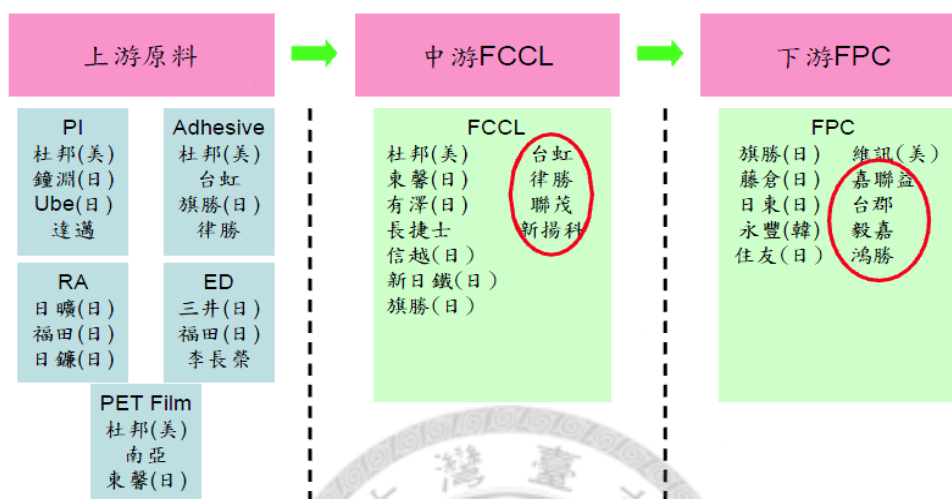 上游原料
中游FCCL
下游FPC
PI
杜邦(美)
鐘淵(日)
Ube(日)
達邁
Adhesive
杜邦(美)
台虹
旗勝(日)
律勝
RA
日曠(日)
福田(日)
日鐮(日)
ED
三井(日)
福田(日)
李長榮
PET Film
杜邦(美)
南亞
東馨(日)
FCCL
杜邦(美)
東馨(日)
有澤(日)
長捷士
信越(日)
新日鐵(日)
旗勝(日)
台虹
律勝
聯茂
新揚科
FPC
旗勝(日)
藤倉(日)
日東(日)
永豐(韓)
住友(日)
維訊(美)
嘉聯益
台郡
毅嘉
鴻勝
灣臺